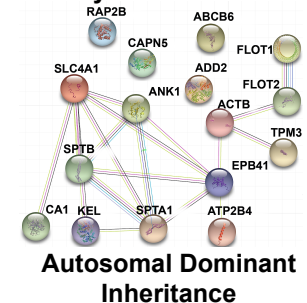 RAP2B
ABCB6
CAPN5
FLOT1
SLC4A1
ADD2
ANK1
FLOT2
ACTB
TPM3
SPTB
EPB41
CA1
KEL
SPTA1
ATP2B4
Autosomal Dominant
Inheritance